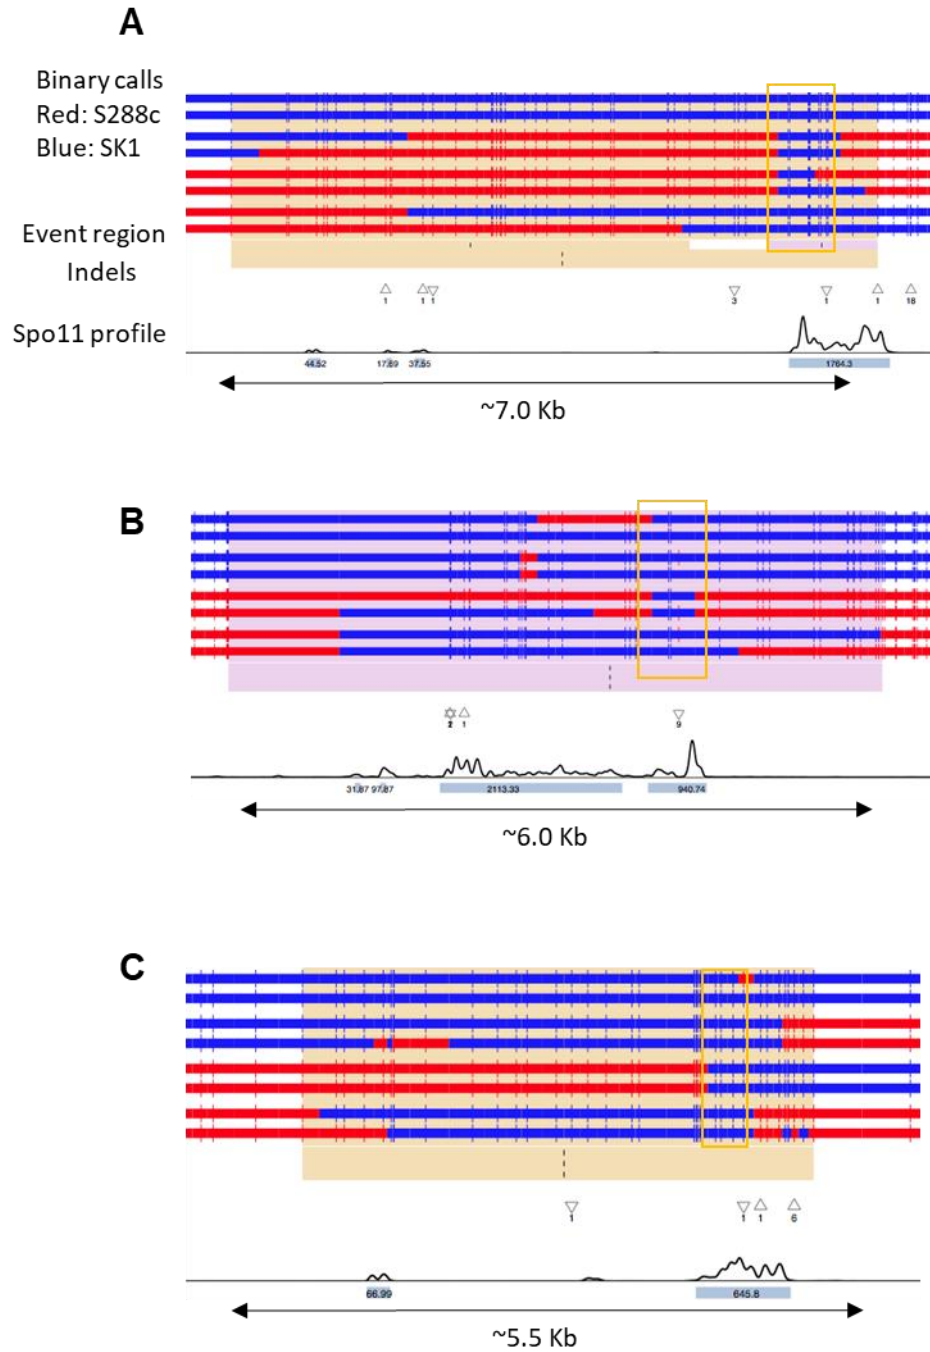 A
Binary calls
Red: S288c
Blue: SK1
Event region
Indels
1 1 1 3 1 1 18
Spo11 profile
44.52 17.69 37.55 1764.3
~7.0 Kb
B
1 9
31.87 97.87 2113.33 940.74
~6.0 Kb
C
1 1 1 6
66.99 645.8
~5.5 Kb